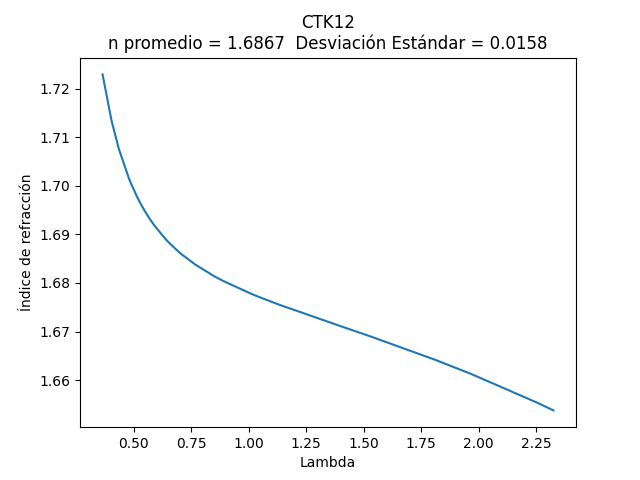 CTK12
n promedio = 1.6867  Desviación Estándar = 0.0158
1.72
1.71
1.70
1.69
1.68
1.67
1.66
Índice de refracción
0.50 0.75 1.00 1.25 1.50 1.75 2.00 2.25
Lambda